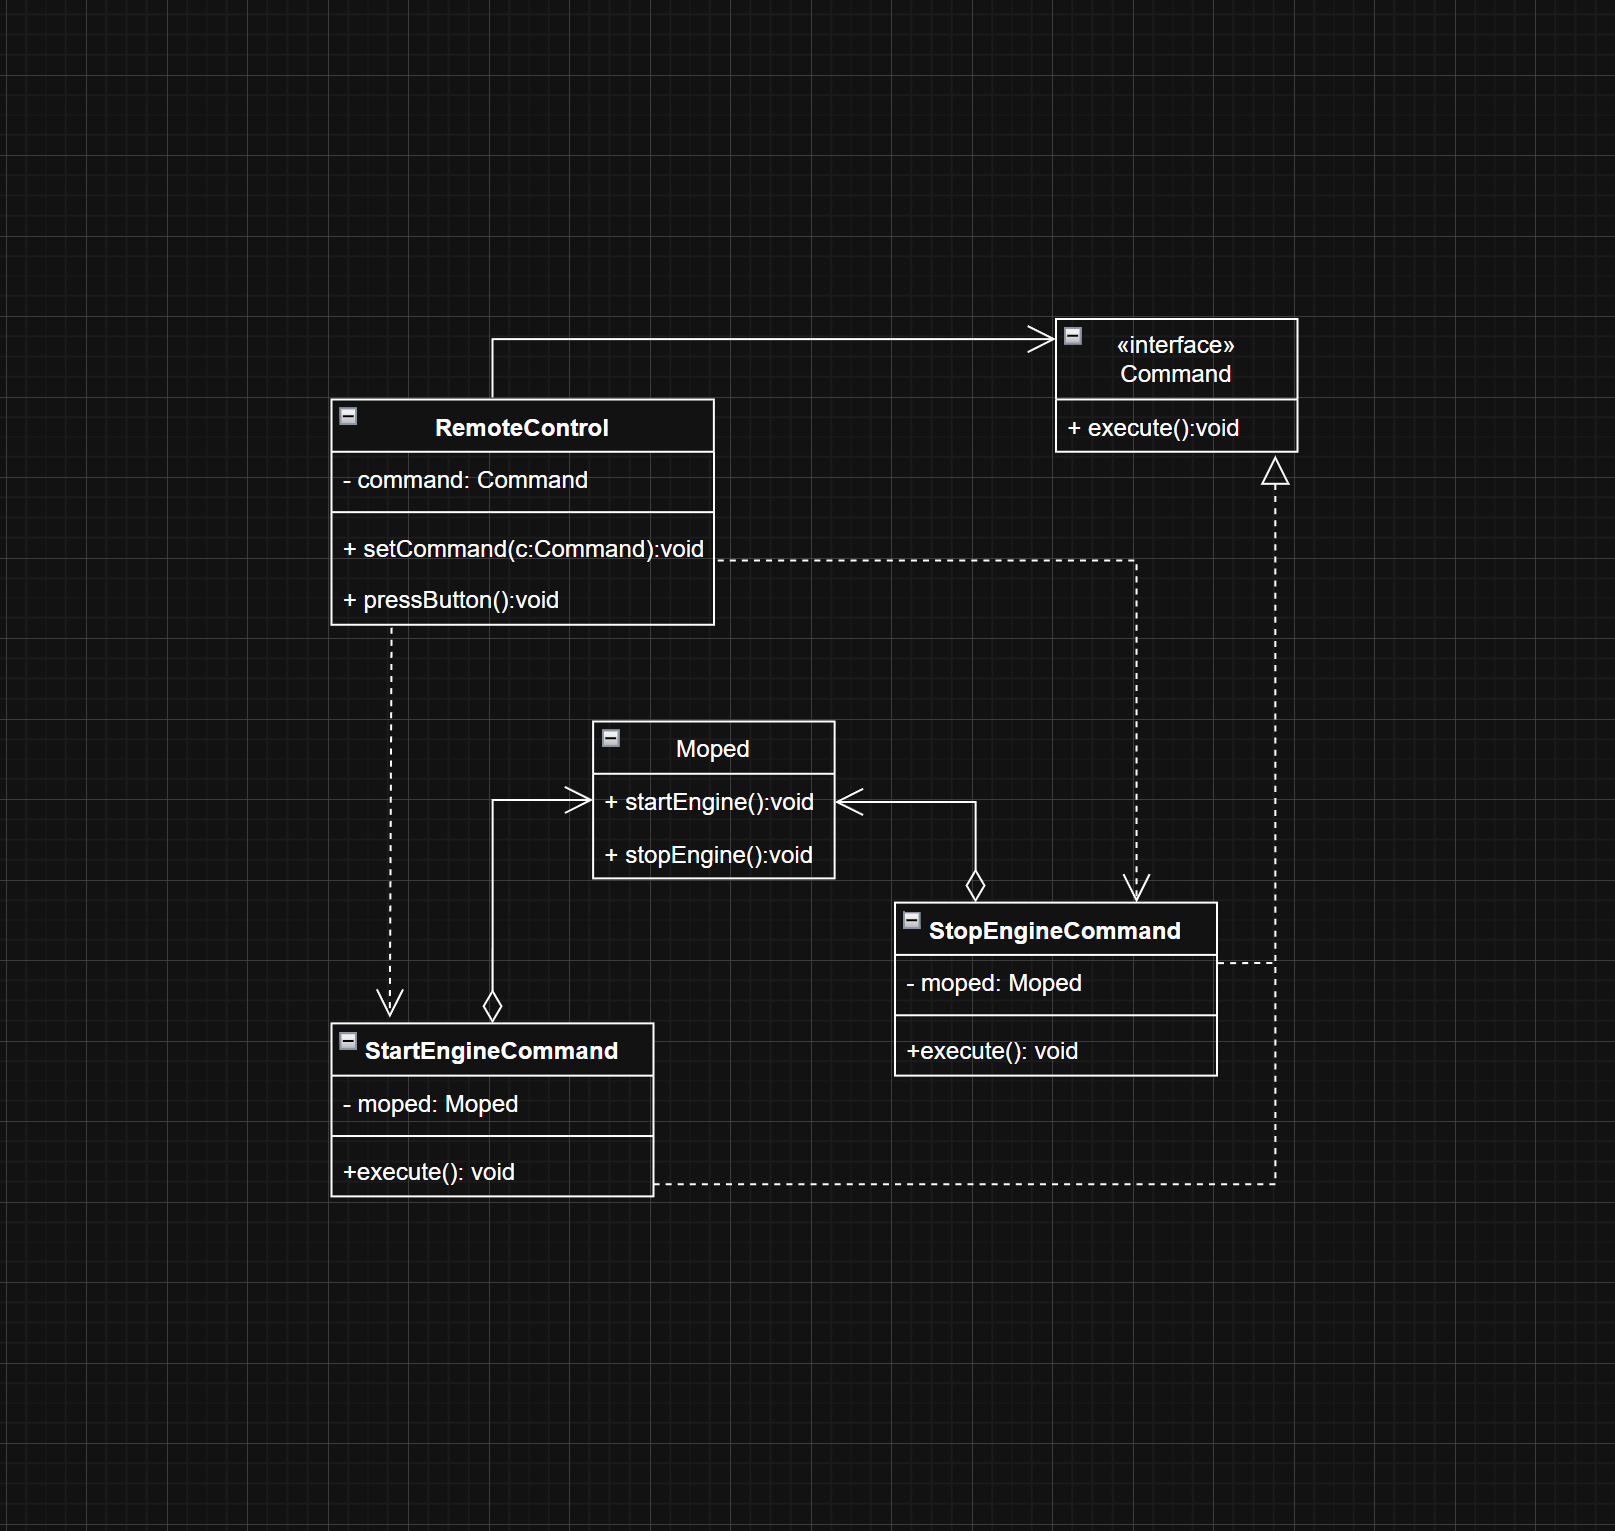 «interface»
Command
+ execute():void
RemoteControl
- command: Command
+ setCommand(c:Command):void
+ pressButton():void
Moped
+ startEngine():void
+ stopEngine():void
StopEngineCommand
- moped: Moped
+execute(): void
StartEngineCommand
- moped: Moped
+execute(): void